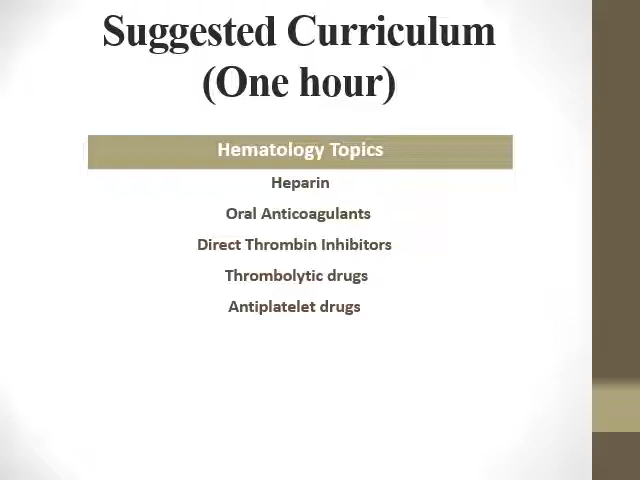 Suggested Curriculum
(One hour)
Hematology Topics
Heparin
Oral Anticoagulants
Direct Thrombin Inhibitors
Thrombolytic drugs
Antiplatelet drugs